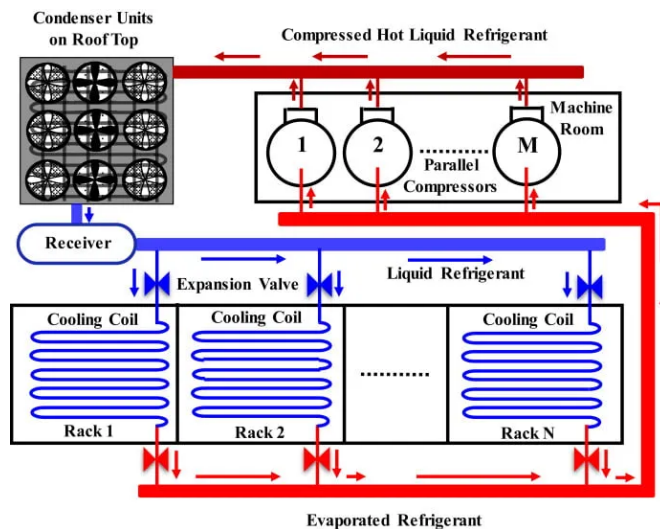 Condenser Units
on Roof Top
Compressed Hot Liquid Refrigerant
Machine
Room
1
2
............
M
Parallel
Compressors
Receiver
Expansion Valve
Liquid Refrigerant
Cooling Coil
Cooling Coil
Cooling Coil
............
Rack 1
Rack 2
Rack N
Evaporated Refrigerant